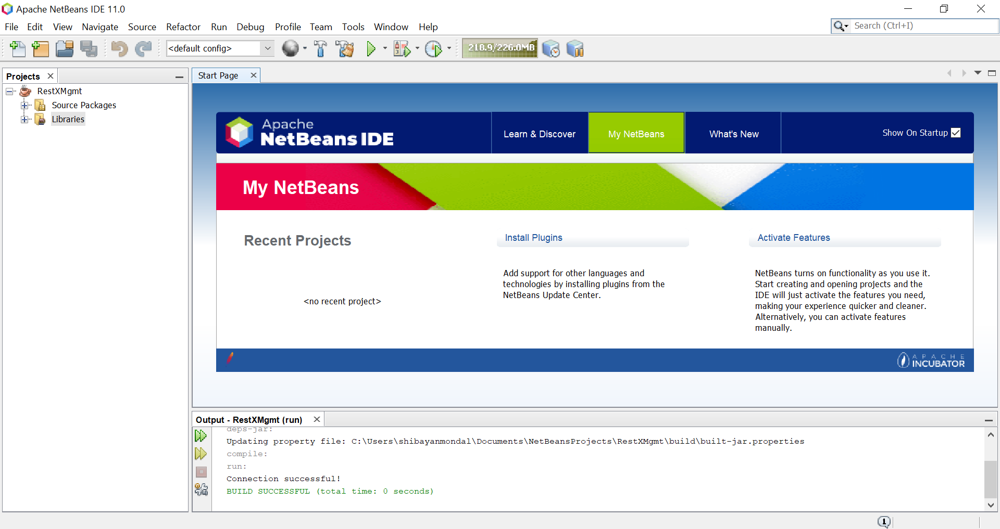 Apache NetBeans IDE 11.0
File Edit View Navigate Source Refactor Run Debug Profile Team Tools Window Help
Search (Ctrl+I)
<default config>
218.9/226.0MB
Projects
RestXMgmt
Source Packages
Libraries
Start Page
Apache
NetBeans IDE
Learn & Discover
My NetBeans
What's New
Show On Startup
My NetBeans
Recent Projects
<no recent project>
Install Plugins
Add support for other languages and
technologies by installing plugins from the
NetBeans Update Center.
Activate Features
NetBeans turns on functionality as you use it.
Start creating and opening projects and the
IDE will just activate the features you need,
making your experience quicker and cleaner.
Alternatively, you can activate features
manually.
APACHE
INCUBATOR
Output - RestXMgmt (run)
deps-jar:
Updating property file: C:\Users\shibayanmondal\Documents\NetBeansProjects\RestXMgmt\build\built-jar.properties
compile:
run:
Connection successful!
BUILD SUCCESSFUL (total time: 0 seconds)
1